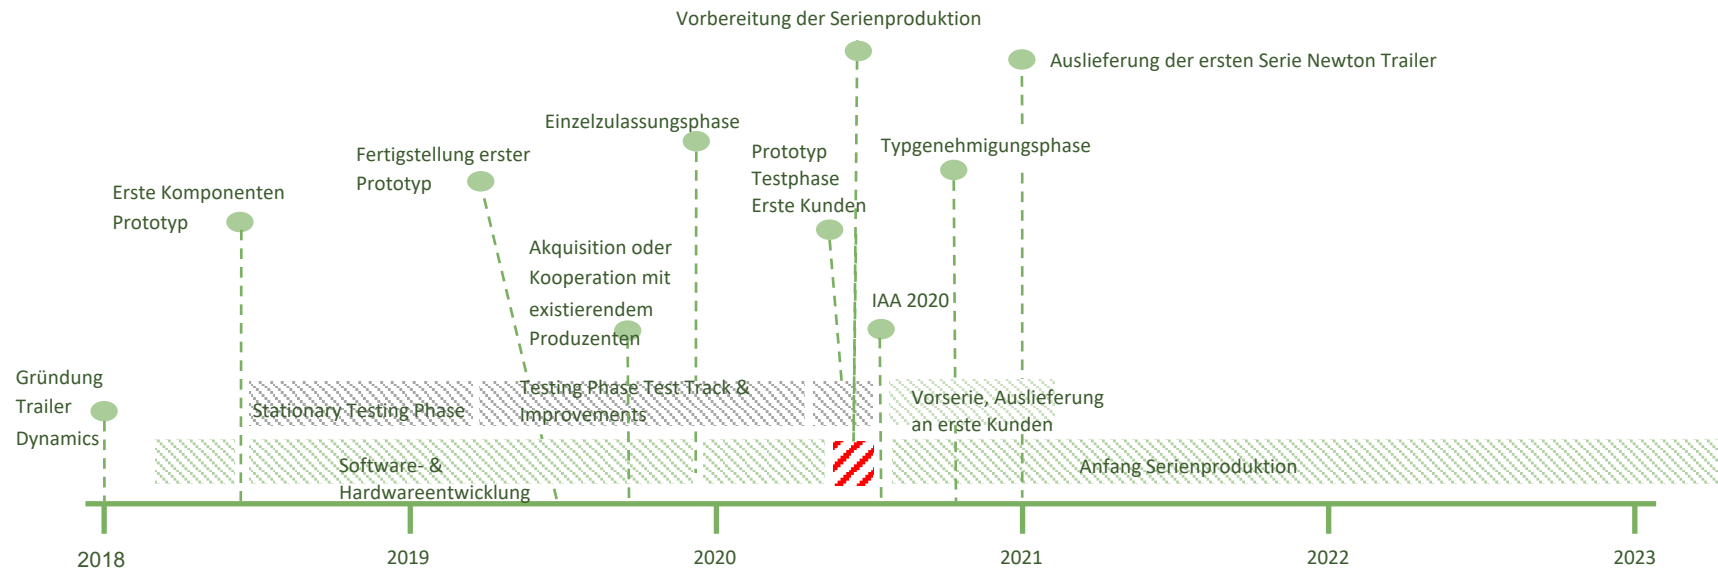 Vorbereitung der Serienproduktion
Auslieferung der ersten Serie Newton Trailer
Einzelzulassungsphase
Fertigstellung erster
Prototyp
Prototyp
Testphase
Erste Kunden
Typgenehmigungsphase
Erste Komponenten
Prototyp
Akquisition oder
Kooperation mit
existierendem
Produzenten
IAA 2020
Gründung
Trailer
Dynamics
Stationary Testing Phase
Testing Phase Test Track &
Improvements
Vorserie, Auslieferung
an erste Kunden
Software- &
Hardwareentwicklung
Anfang Serienproduktion
2018
2019
2020
2021
2022
2023